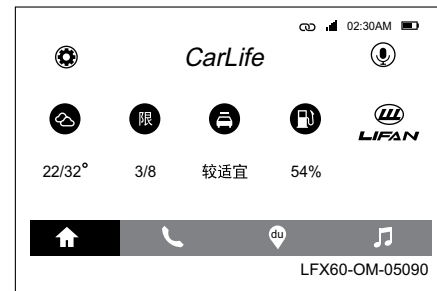 02:30AM
CarLife
限
LIFAN
22/32°
3/8
较适宜
54%
du
LFX60-OM-05090